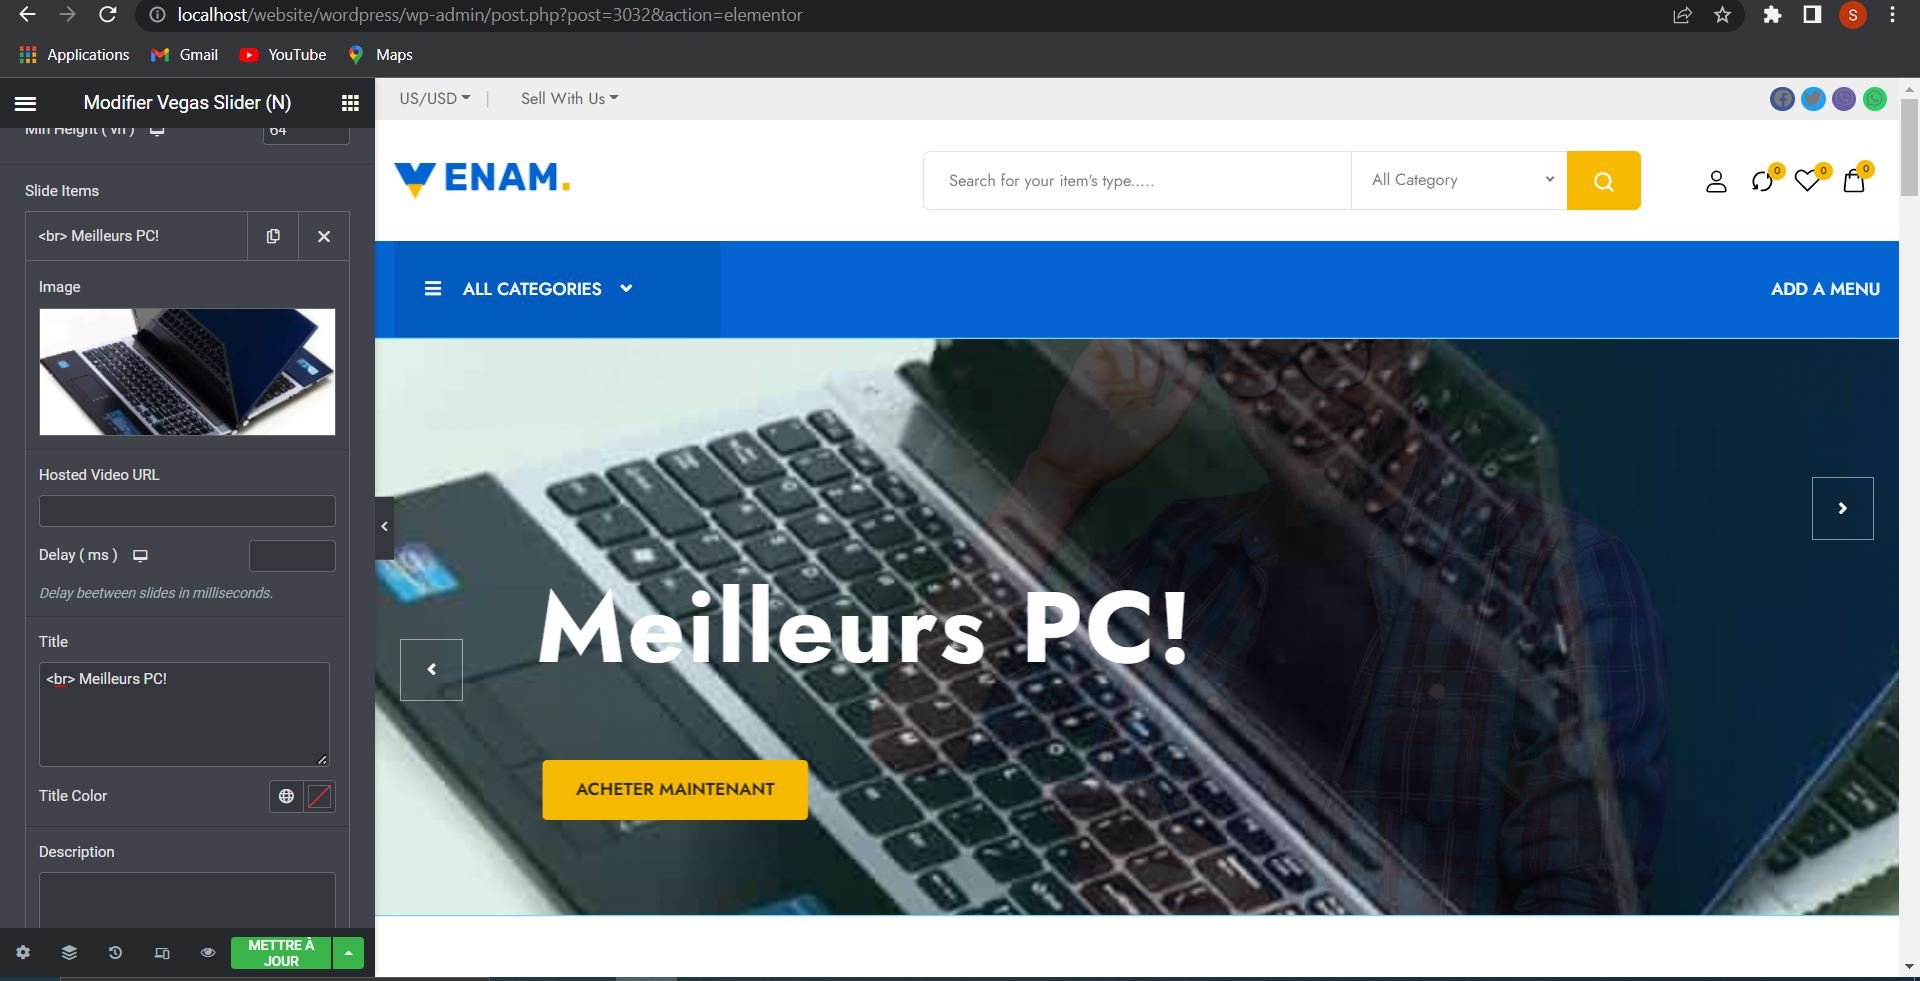 localhost/website/wordpress/wp-admin/post.php?post=3032&action=elementor
S
Applications Gmail YouTube Maps
Modifier Vegas Slider (N)
Min Height ( vh ) 64
Slide Items
<br> Meilleurs PC!
Image
Hosted Video URL
Delay ( ms )
Delay beetween slides in milliseconds.
Title
<br> Meilleurs PC!
Title Color
Description
METTRE À
JOUR
US/USD | Sell With Us
ENAM.
Search for your item's type..... All Category
0 0 0
ALL CATEGORIES
ADD A MENU
Meilleurs PC!
ACHETER MAINTENANT